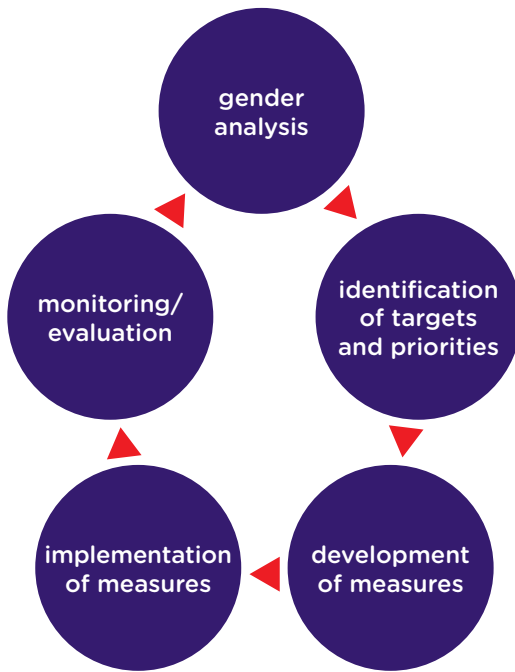 gender
analysis
identification
of targets
and priorities
development
of measures
implementation
of measures
monitoring/
evaluation